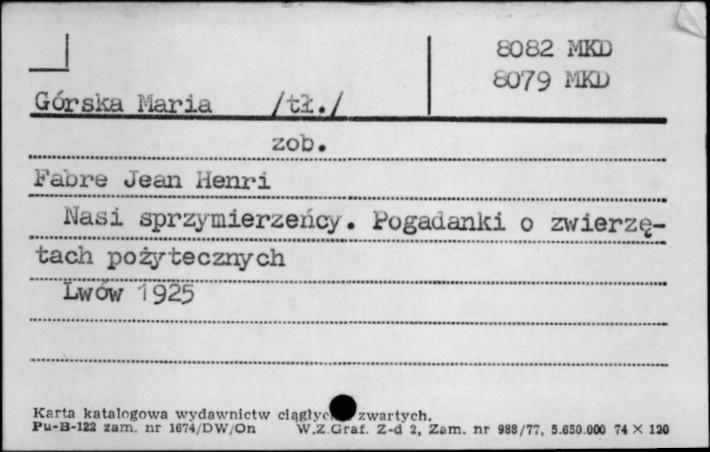 8082 MKD
8079 MKD
Górska Maria /tł./
zob.
Fabre Jean Henri
Nasi sprzymierzeńcy. Pogadanki o zwierzę-
tach pożytecznych
Lwów 1925
Karta katalogowa wydawnictw zwartych.
Pu-B-122 zam. nr 1674/DW/On W.Z.Graf. Z-d 2, Zam. nr 988/77, 5.650.000 74 × 120